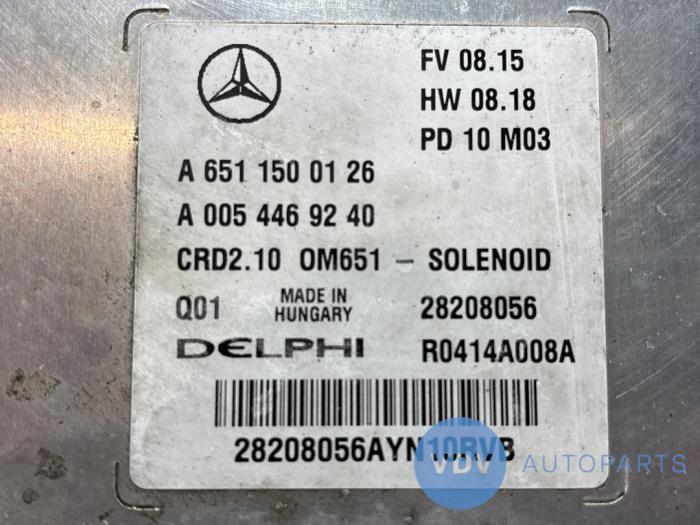 FV 08.15
HW 08.18
PD 10 M03
A 651 150 01 26
A 005 446 92 40
CRD2.10 OM651 - SOLENOID
Q01 MADE IN HUNGARY 28208056
DELPHI R0414A008A
28208056AYN10RVB
VDV AUTOPARTS